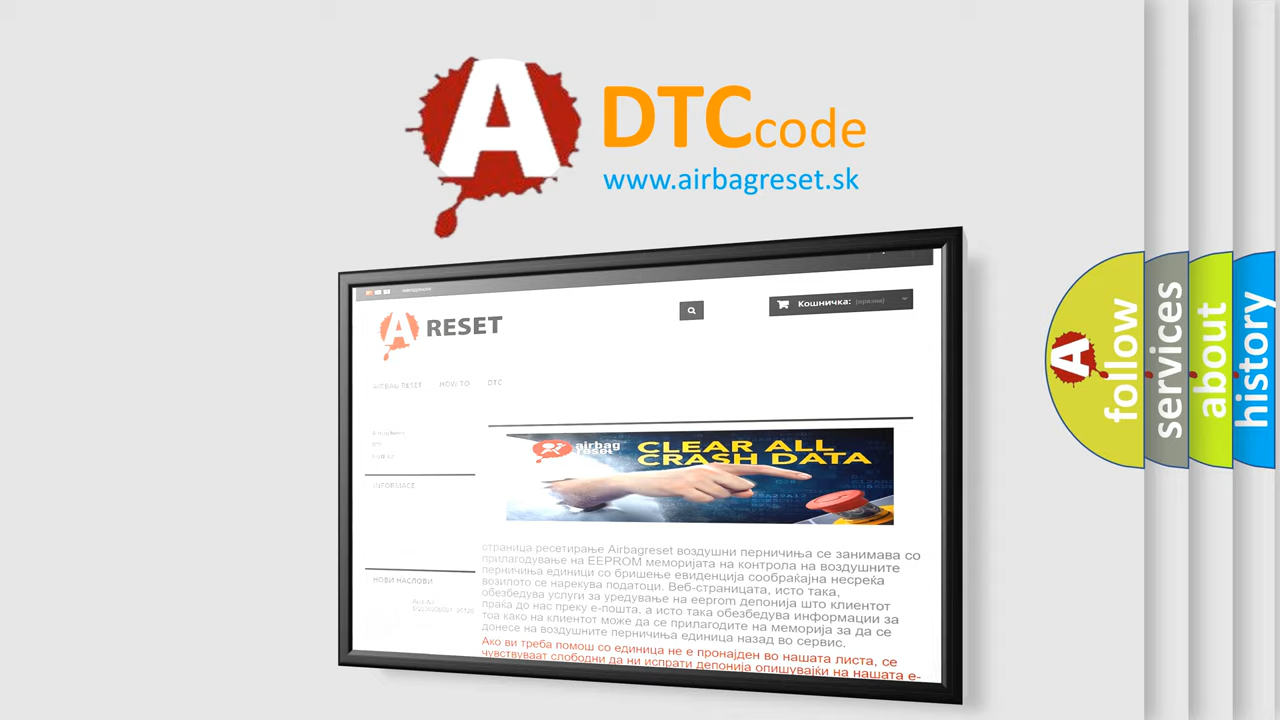 A DTC code
www.airbagreset.sk
A RESET
Кошничка: (празни)
AIRBAG RESET HOW TO DTC
INFORMACE
airbag
reset
CLEAR ALL
CRASH DATA
страница ресетирање Airbagreset воздушни перничиња се занимава со
прилагодување на EEPROM меморијата на контрола на воздушните
перничиња единици со бришење евиденција сообраќајна несреќа
возилото се нарекува податоци. Веб-страницата, исто така,
обезбедува услуги за уредување на eeprom депонија што клиентот
праќа до нас преку е-пошта, а исто така обезбедува информации за
тоа како на клиентот може да се прилагодите на меморија за да се
донесе на воздушните перничиња единица назад во сервис.
Ако ви треба помош со единица не е пронајден во нашата листа, се
чувствуваат слободни да ни испрати депонија опишувајќи на нашата е-
НОВИ НАСЛОВИ
A follow
services
about
history